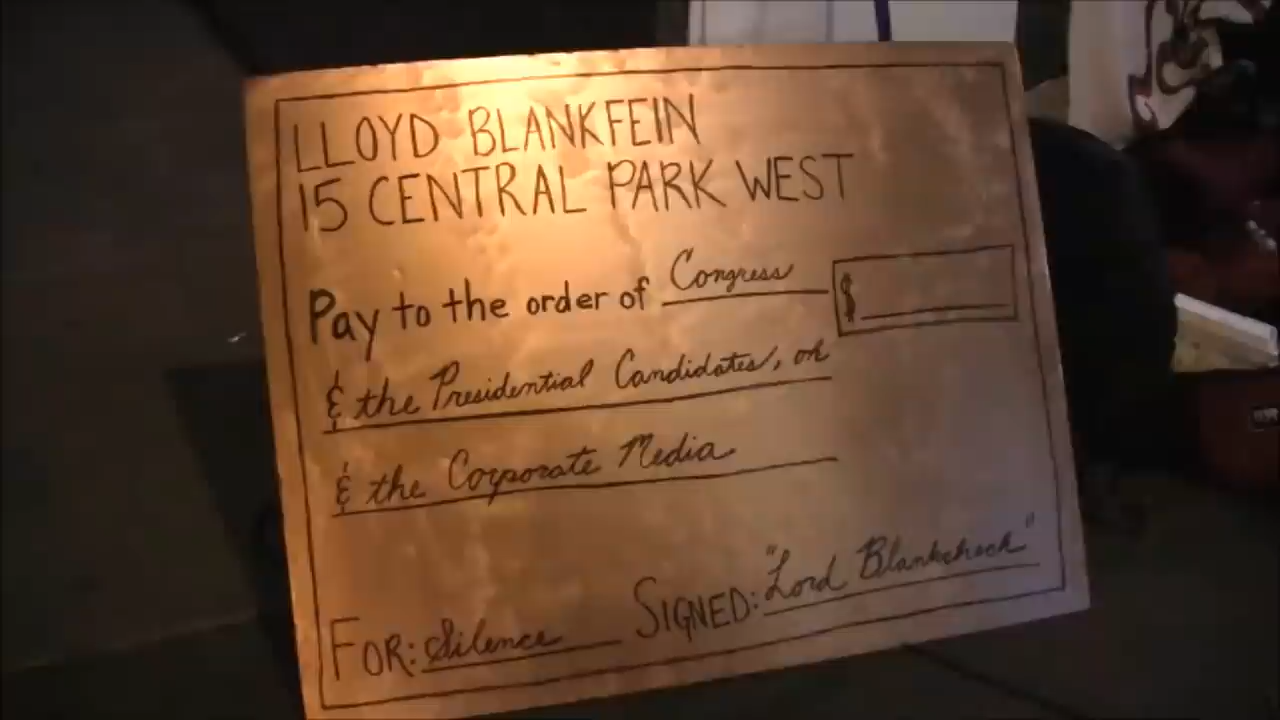 LLOYD BLANKFEIN
15 CENTRAL PARK WEST
Pay to the order of Congress $
& the Presidential Candidates, oh
& the Corporate Media
For: Silence Signed: "Lord Blankcheck"